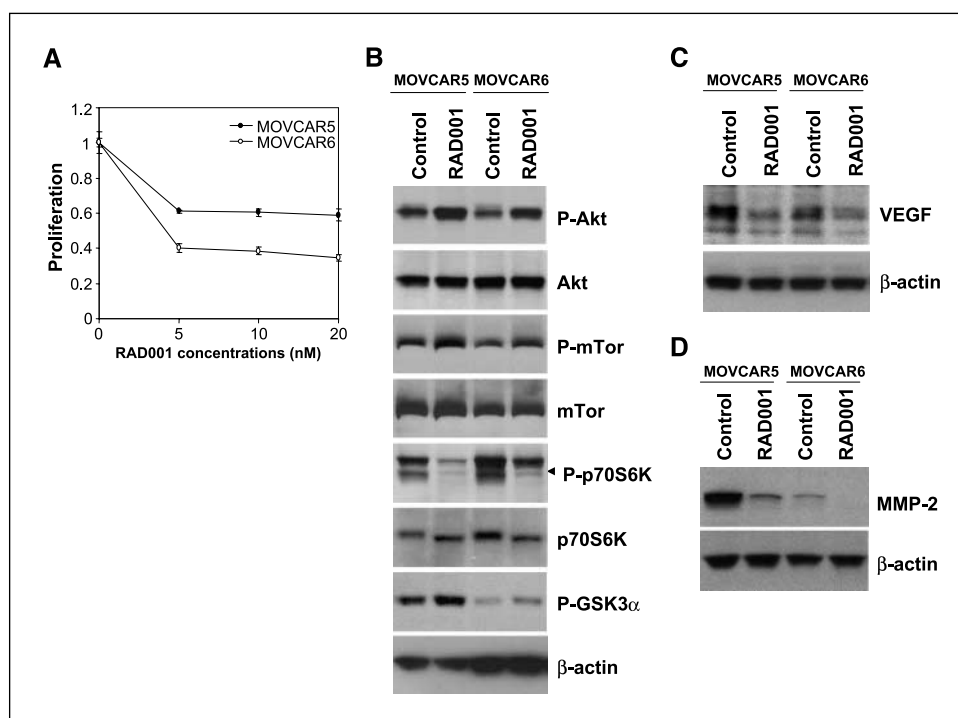 A
1.2
1
0.8
0.6
0.4
0.2
0
Proliferation
MOVCAR5
MOVCAR6
0 5 10 20
RAD001 concentrations (nM)
B
MOVCAR5 MOVCAR6
Control RAD001 Control RAD001
P-Akt
Akt
P-mTor
mTor
P-p70S6K
p70S6K
P-GSK3α
β-actin
C
MOVCAR5 MOVCAR6
Control RAD001 Control RAD001
VEGF
β-actin
D
MOVCAR5 MOVCAR6
Control RAD001 Control RAD001
MMP-2
β-actin